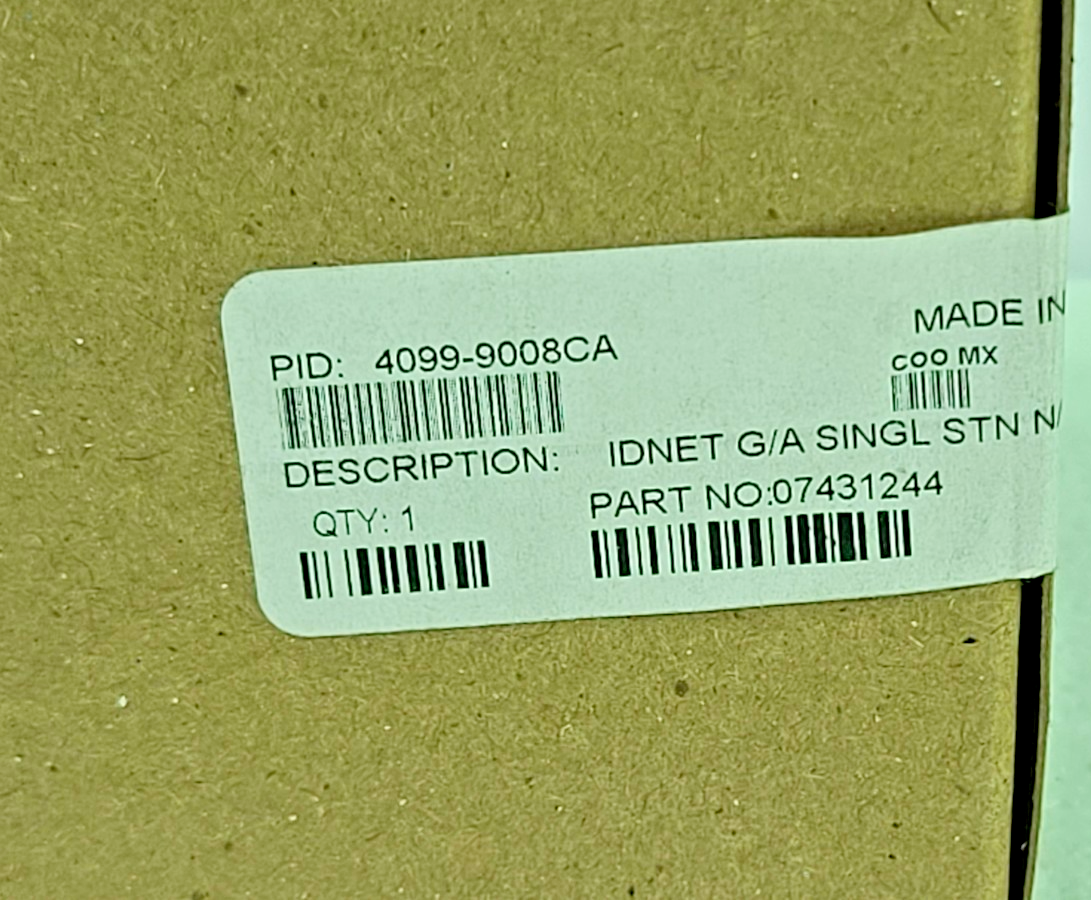 MADE IN
PID: 4099-9008CA
COO MX
DESCRIPTION: IDNET G/A SINGL STN N/
QTY: 1
PART NO:07431244